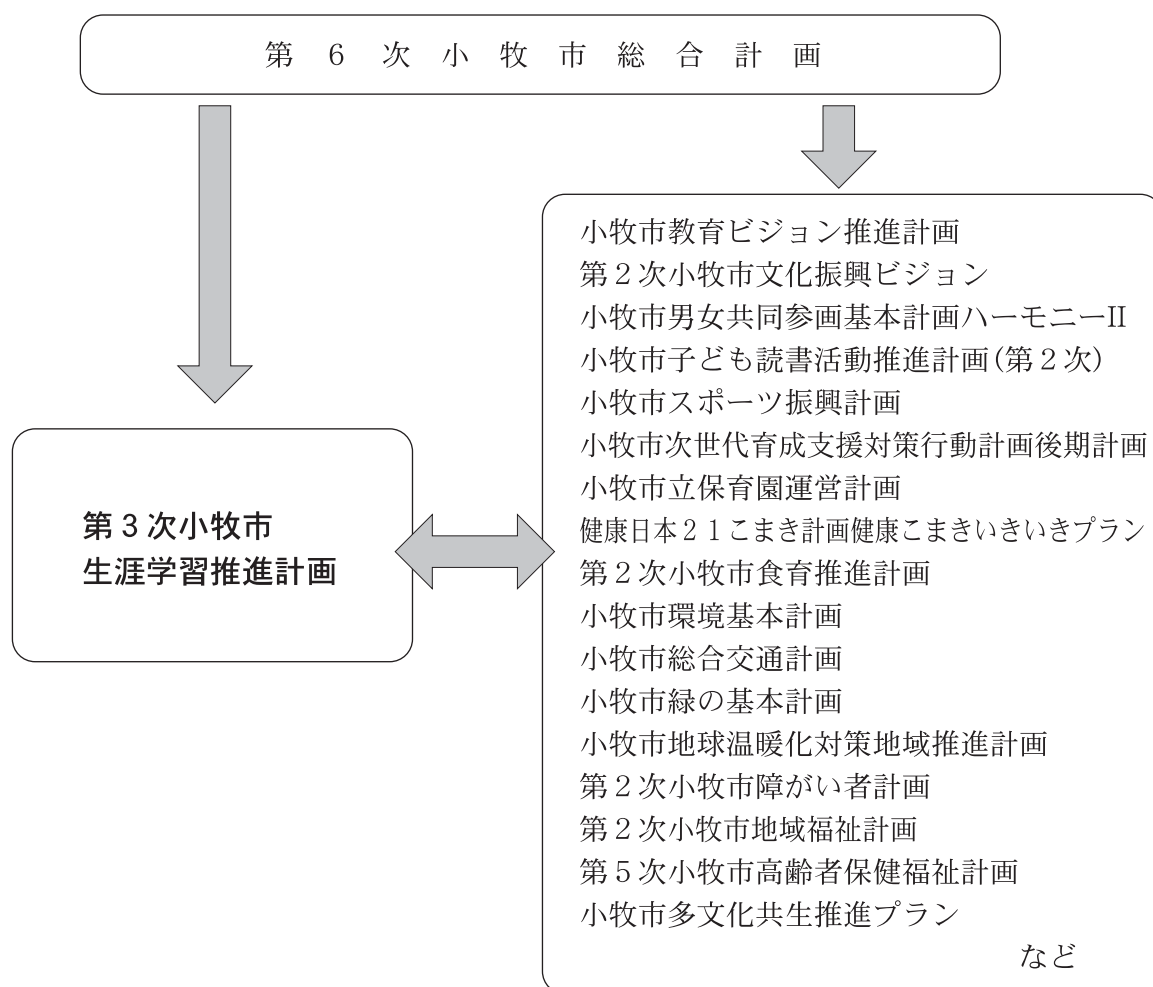 第６次小牧市総合計画
小牧市教育ビジョン推進計画
第２次小牧市文化振興ビジョン
小牧市男女共同参画基本計画ハーモニーII
小牧市子ども読書活動推進計画(第２次)
小牧市スポーツ振興計画
小牧市次世代育成支援対策行動計画後期計画
小牧市立保育園運営計画
健康日本２１こまき計画健康こまきいきいきプラン
第２次小牧市食育推進計画
小牧市環境基本計画
小牧市総合交通計画
小牧市緑の基本計画
小牧市地球温暖化対策地域推進計画
第２次小牧市障がい者計画
第２次小牧市地域福祉計画
第５次小牧市高齢者保健福祉計画
小牧市多文化共生推進プラン
など
第３次小牧市
生涯学習推進計画